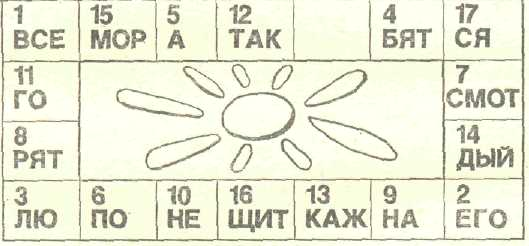 1 15 5 12 4 17
ВСЕ МОР А ТАК БЯТ СЯ
11 7
ГО СМОТ
8 14
РЯТ ДЫЙ
3 6 10 16 13 9 2
ЛЮ ПО НЕ ЩИТ КАЖ НА ЕГО